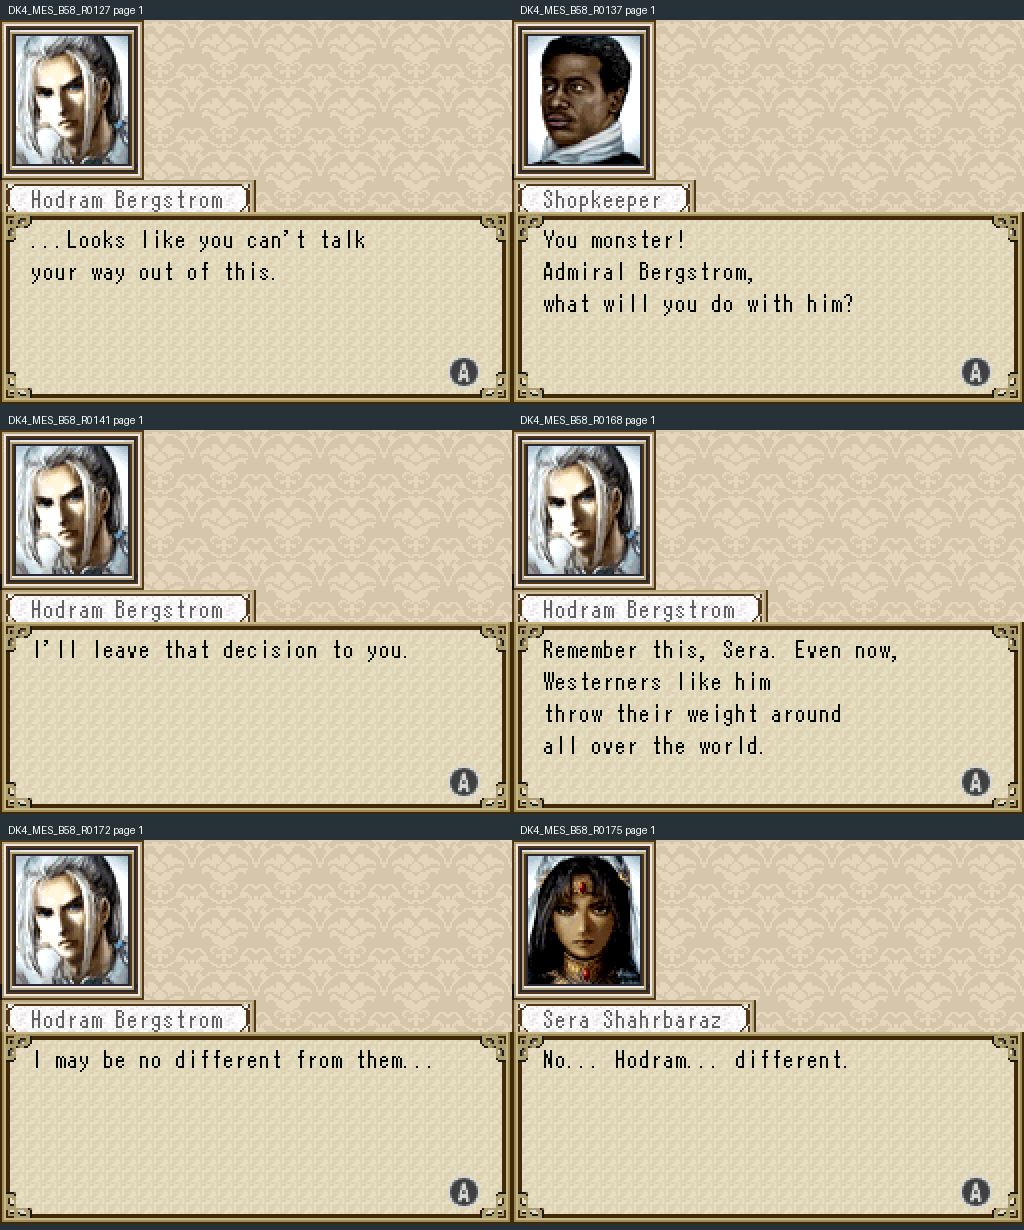 DK4_MES_B58_R0127 page 1
Hodram Bergstrom
...Looks like you can't talk
your way out of this.
A
DK4_MES_B58_R0137 page 1
Shopkeeper
You monster!
Admiral Bergstrom,
what will you do with him?
A
DK4_MES_B58_R0141 page 1
Hodram Bergstrom
I'll leave that decision to you.
A
DK4_MES_B58_R0168 page 1
Hodram Bergstrom
Remember this, Sera. Even now,
Westerners like him
throw their weight around
all over the world.
A
DK4_MES_B58_R0172 page 1
Hodram Bergstrom
I may be no different from them...
A
DK4_MES_B58_R0175 page 1
Sera Shahrbaraz
No... Hodram... different.
A